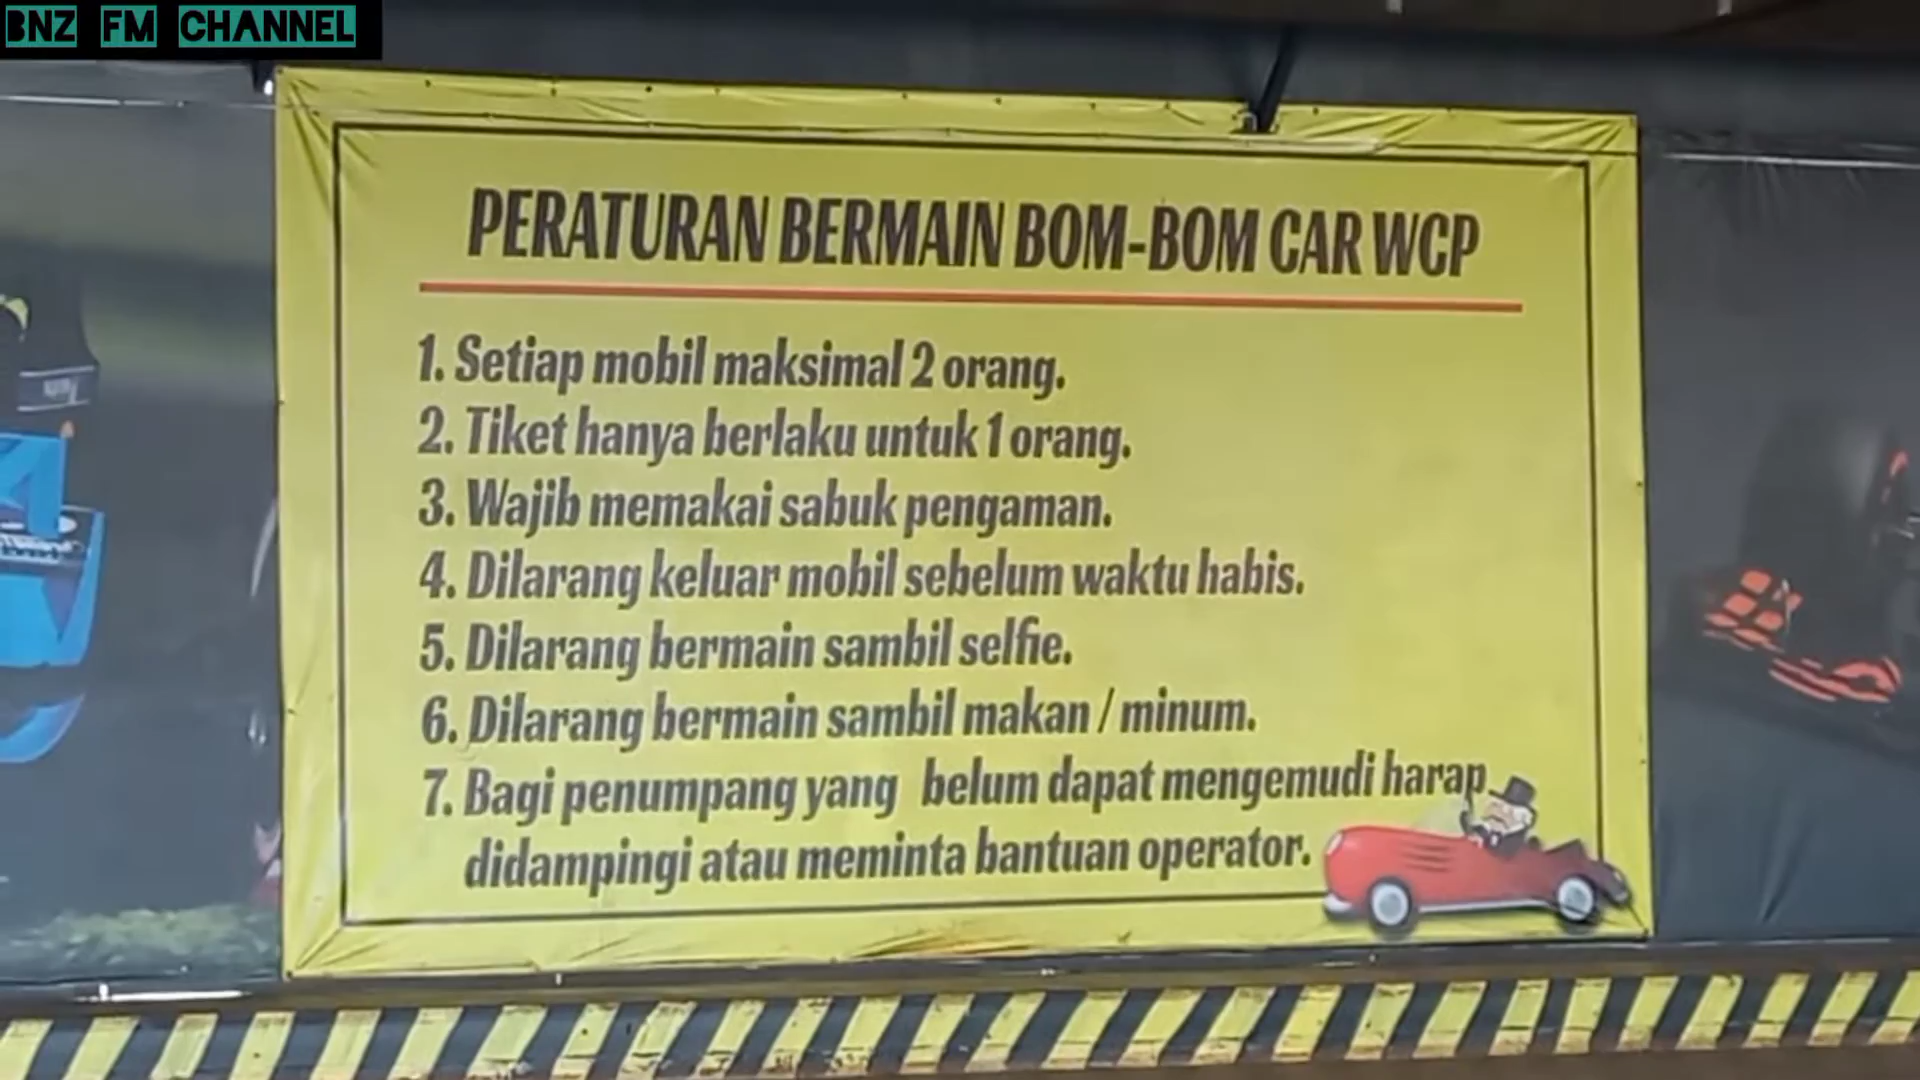 BNZ FM CHANNEL
PERATURAN BERMAIN BOM-BOM CAR WCP
1. Setiap mobil maksimal 2 orang.
2. Tiket hanya berlaku untuk 1 orang.
3. Wajib memakai sabuk pengaman.
4. Dilarang keluar mobil sebelum waktu habis.
5. Dilarang bermain sambil selfie.
6. Dilarang bermain sambil makan / minum.
7. Bagi penumpang yang belum dapat mengemudi harap
didampingi atau meminta bantuan operator.